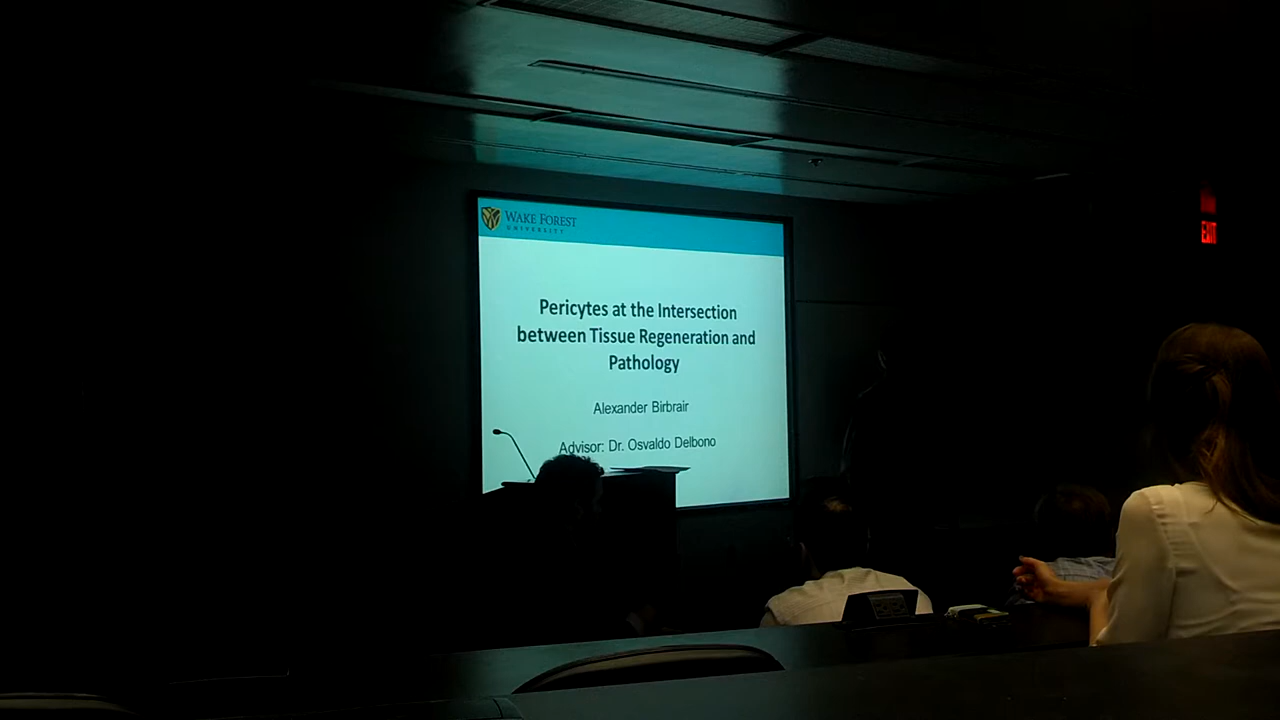 WAKE FOREST
UNIVERSITY
Pericytes at the Intersection
between Tissue Regeneration and
Pathology
Alexander Birbrair
Advisor: Dr. Osvaldo Delbono
EXIT